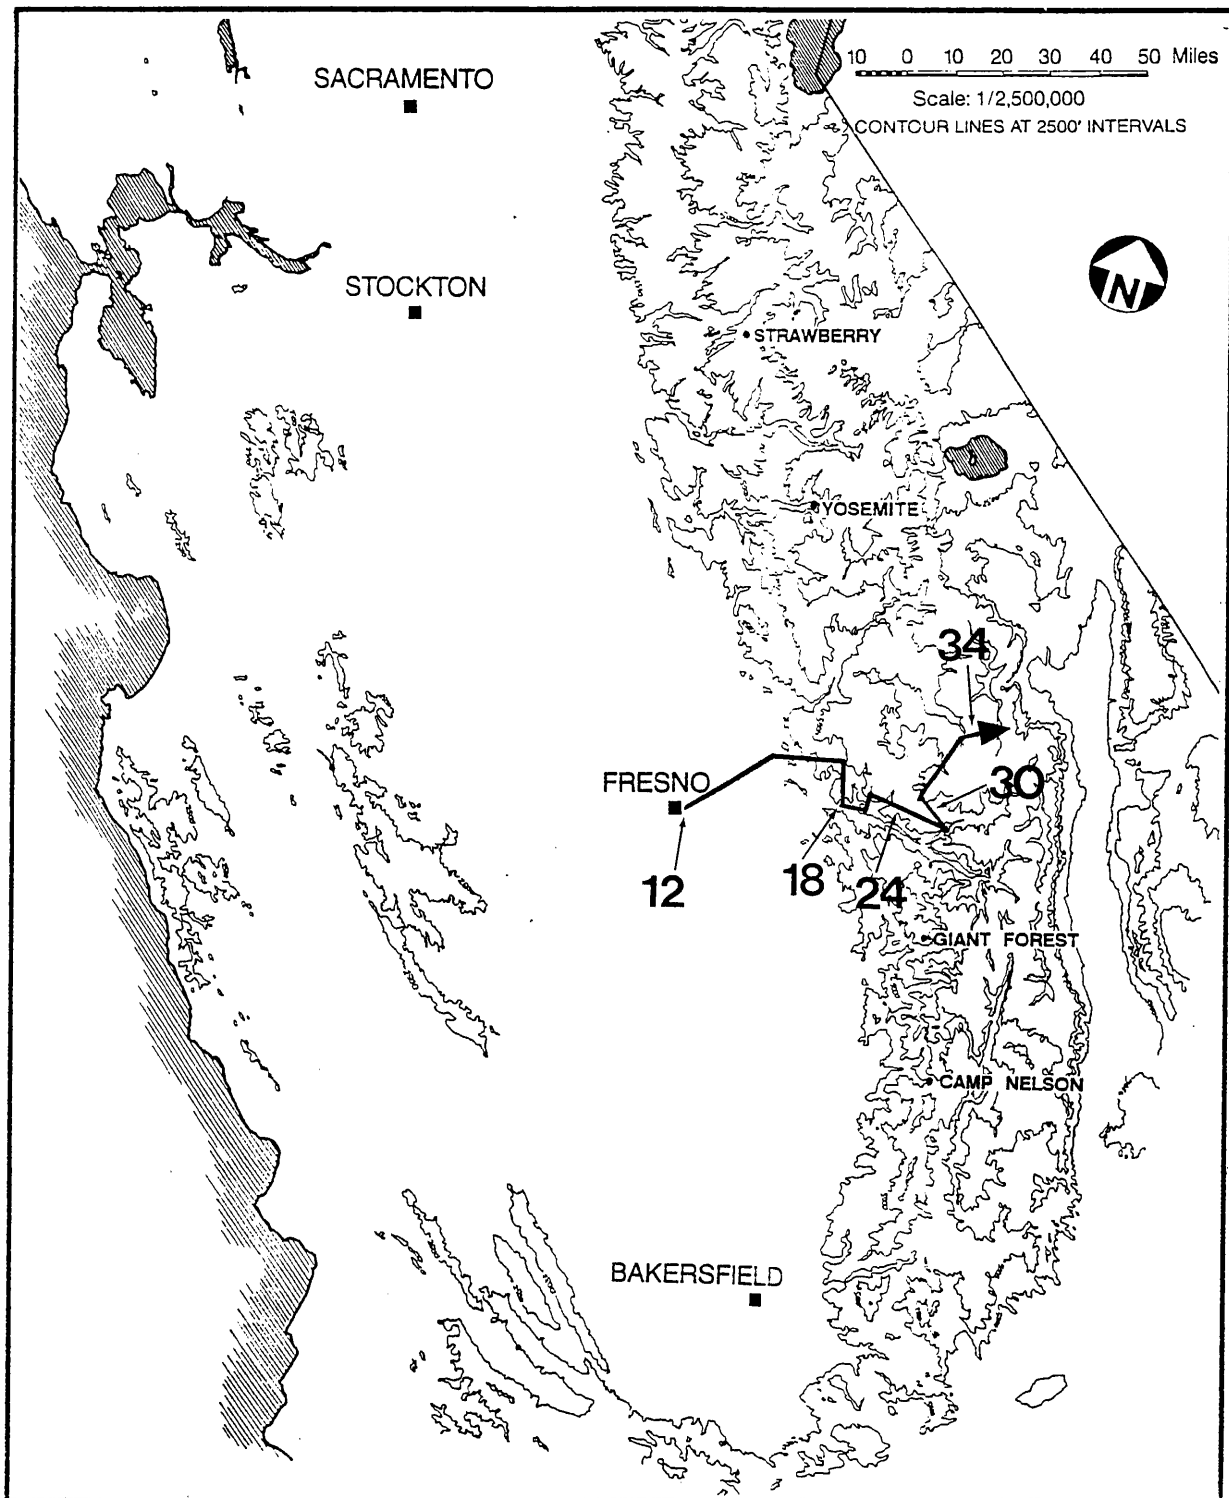 10 0 10 20 30 40 50 Miles
Scale: 1/2,500,000
CONTOUR LINES AT 2500' INTERVALS
SACRAMENTO
N
STOCKTON
STRAWBERRY
YOSEMITE
34
FRESNO
30
12
18
24
GIANT FOREST
CAMP NELSON
BAKERSFIELD